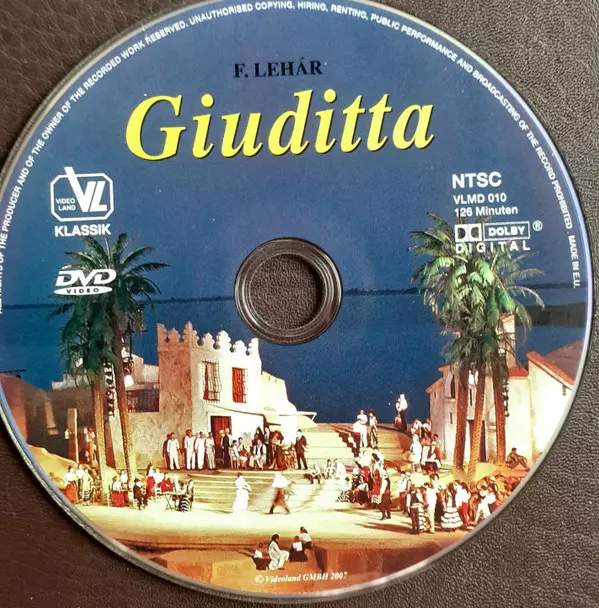 ALL RIGHTS OF THE PRODUCER AND OF THE OWNER OF THE RECORDED WORK RESERVED. UNAUTHORISED COPYING, HIRING, RENTING, PUBLIC PERFORMANCE AND BROADCASTING OF THE RECORD PROHIBITED. MADE IN E.U.
F. LEHÁR
Giuditta
VIDEO
LAND
VL
KLASSIK
NTSC
VLMD 010
126 Minuten
DOLBY®
DIGITAL
DVD
VIDEO
© Videoland GMBH 2007